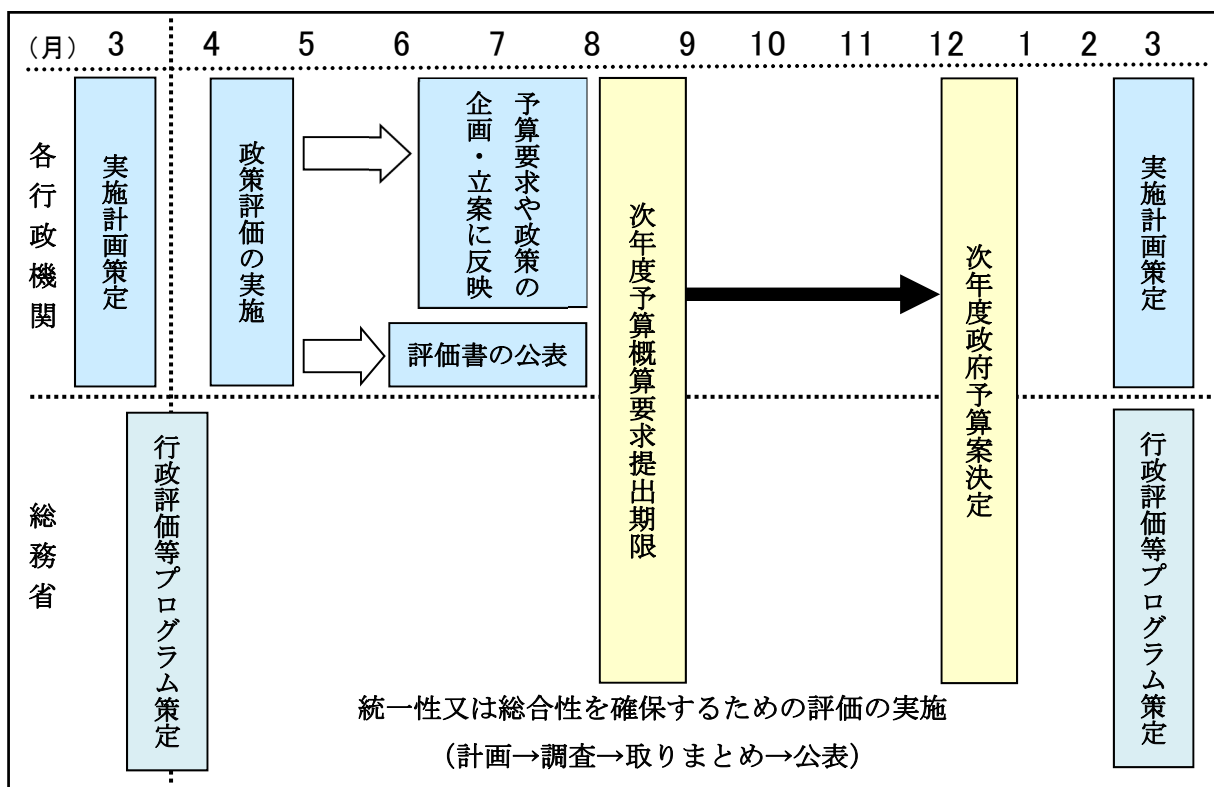 (月) 3 4 5 6 7 8 9 10 11 12 1 2 3
各行政機関
実施計画策定
政策評価の実施
予算要求や政策の
企画・立案に反映
評価書の公表
次年度予算概算要求提出期限
次年度政府予算案決定
実施計画策定
総務省
行政評価等プログラム策定
統一性又は総合性を確保するための評価の実施
(計画→調査→取りまとめ→公表)
行政評価等プログラム策定